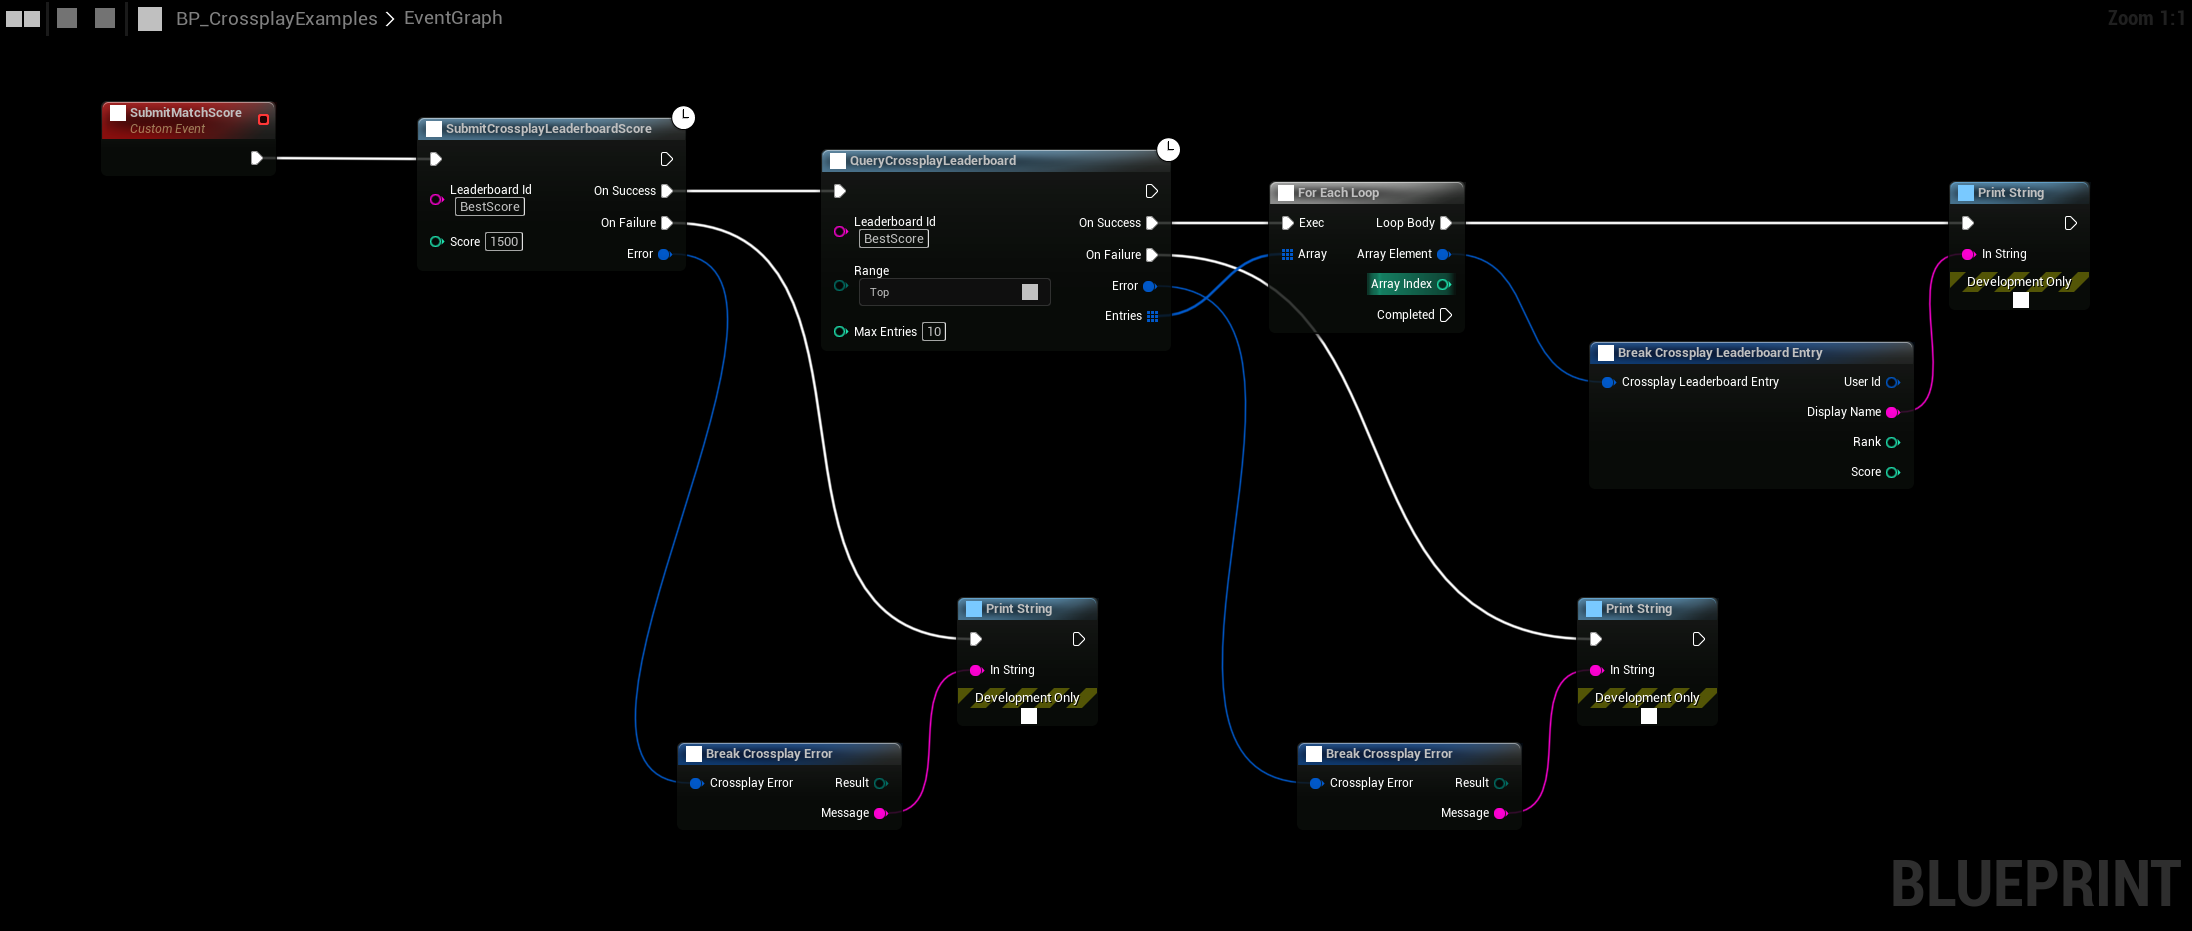 BP_CrossplayExamples > EventGraph
Zoom 1:1
SubmitMatchScore
Custom Event
SubmitCrossplayLeaderboardScore
Leaderboard Id
BestScore
Score 1500
On Success
On Failure
Error
QueryCrossplayLeaderboard
Leaderboard Id
BestScore
Range
Top
Max Entries 10
On Success
On Failure
Error
Entries
For Each Loop
Exec
Array
Loop Body
Array Element
Array Index
Completed
Print String
In String
Development Only
Break Crossplay Leaderboard Entry
Crossplay Leaderboard Entry
User Id
Display Name
Rank
Score
Print String
In String
Development Only
Break Crossplay Error
Crossplay Error
Result
Message
Print String
In String
Development Only
Break Crossplay Error
Crossplay Error
Result
Message
BLUEPRINT